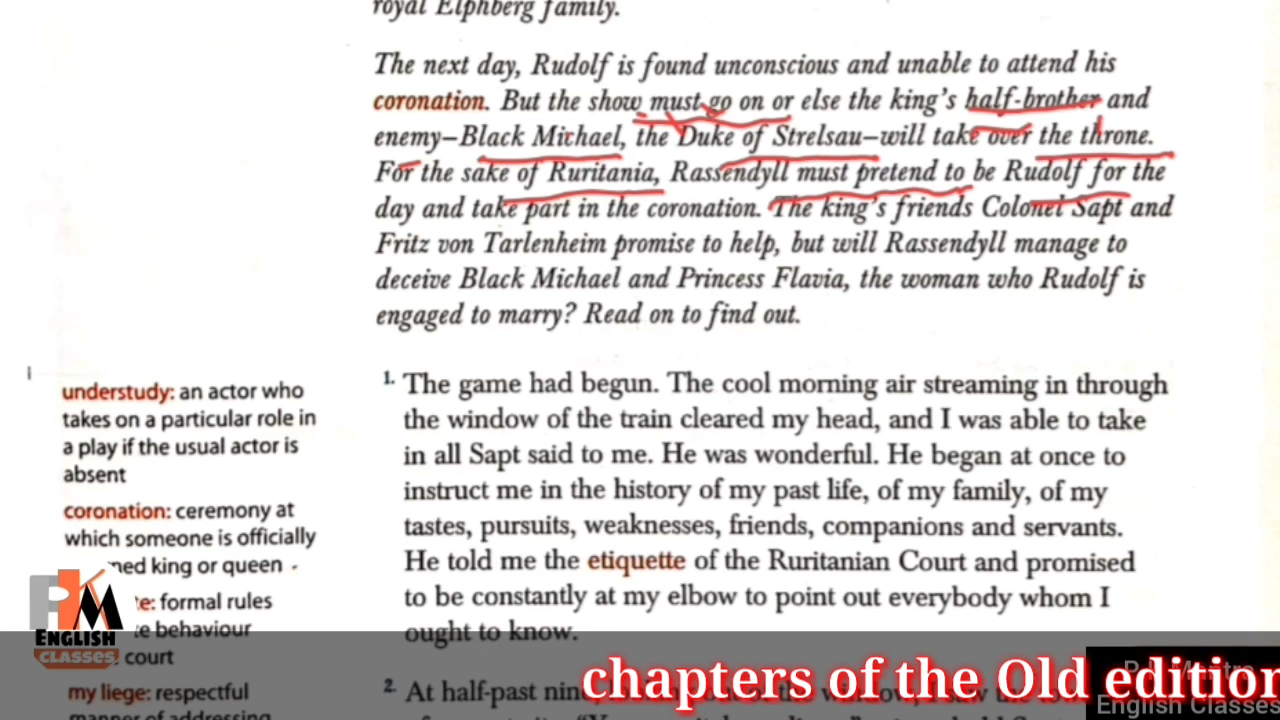 royal Elphberg family.
The next day, Rudolf is found unconscious and unable to attend his
coronation. But the show must go on or else the king's half-brother and
enemy–Black Michael, the Duke of Strelsau–will take over the throne.
For the sake of Ruritania, Rassendyll must pretend to be Rudolf for the
day and take part in the coronation. The king's friends Colonel Sapt and
Fritz von Tarlenheim promise to help, but will Rassendyll manage to
deceive Black Michael and Princess Flavia, the woman who Rudolf is
engaged to marry? Read on to find out.
understudy: an actor who
takes on a particular role in
a play if the usual actor is
absent
coronation: ceremony at
which someone is officially
ned king or queen
te: formal rules
behaviour
court
my liege: respectful
manner of addressing
1. The game had begun. The cool morning air streaming in through
the window of the train cleared my head, and I was able to take
in all Sapt said to me. He was wonderful. He began at once to
instruct me in the history of my past life, of my family, of my
tastes, pursuits, weaknesses, friends, companions and servants.
He told me the etiquette of the Ruritanian Court and promised
to be constantly at my elbow to point out everybody whom I
ought to know.
2. At half-past nine,
PKM
ENGLISH
CLASSES
chapters of the Old edition
English Classes